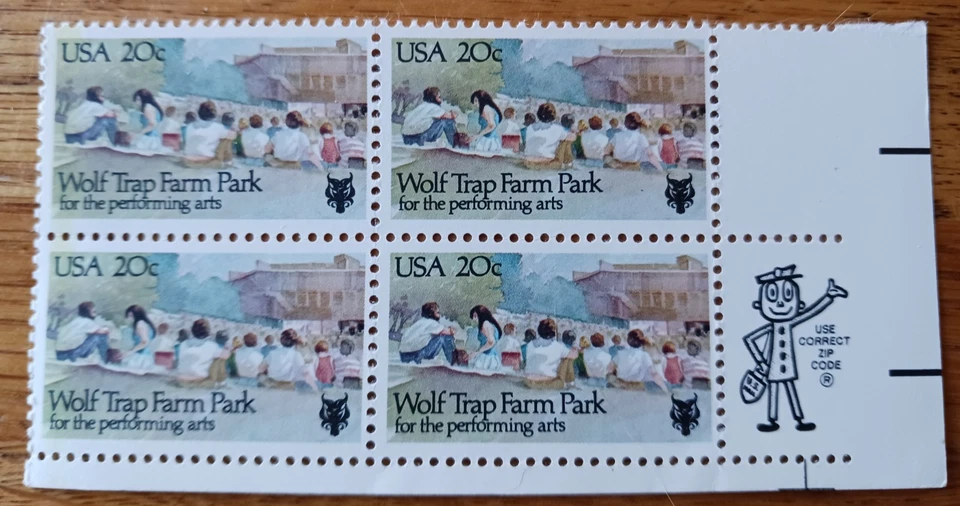 USA 20c
Wolf Trap Farm Park
for the performing arts
USA 20c
Wolf Trap Farm Park
for the performing arts
USA 20c
Wolf Trap Farm Park
for the performing arts
USA 20c
Wolf Trap Farm Park
for the performing arts
USE
CORRECT
ZIP
CODE
®